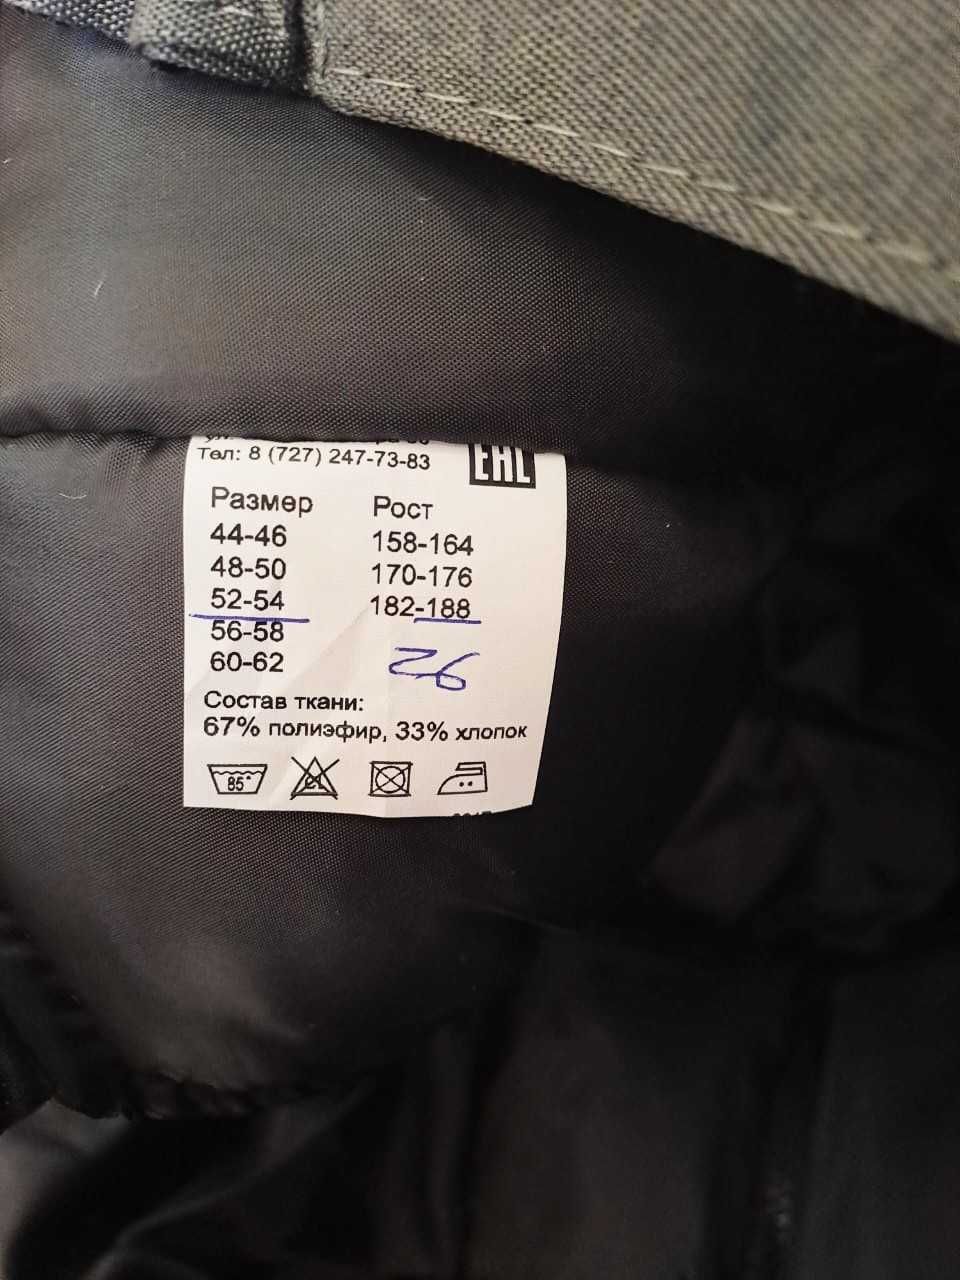 Тел: 8 (727) 247-73-83
EAC
Размер Рост
44-46 158-164
48-50 170-176
52-54 182-188
56-58
60-62
26
Состав ткани:
67% полиэфир, 33% хлопок
85°
cl